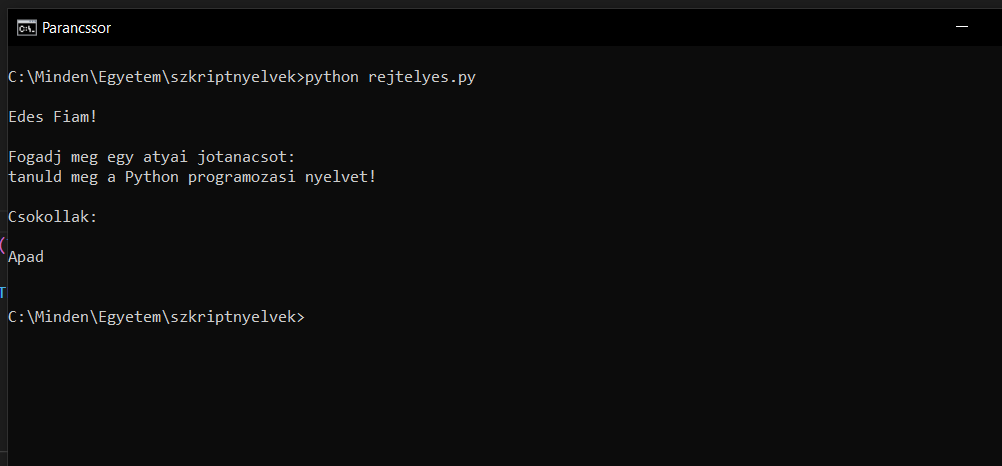 Parancssor
C:\Minden\Egyetem\szkriptnyelvek>python rejtelyes.py
Edes Fiam!
Fogadj meg egy atyai jotanacsot:
tanuld meg a Python programozasi nyelvet!
Csokollak:
(
Apad
T
C:\Minden\Egyetem\szkriptnyelvek>